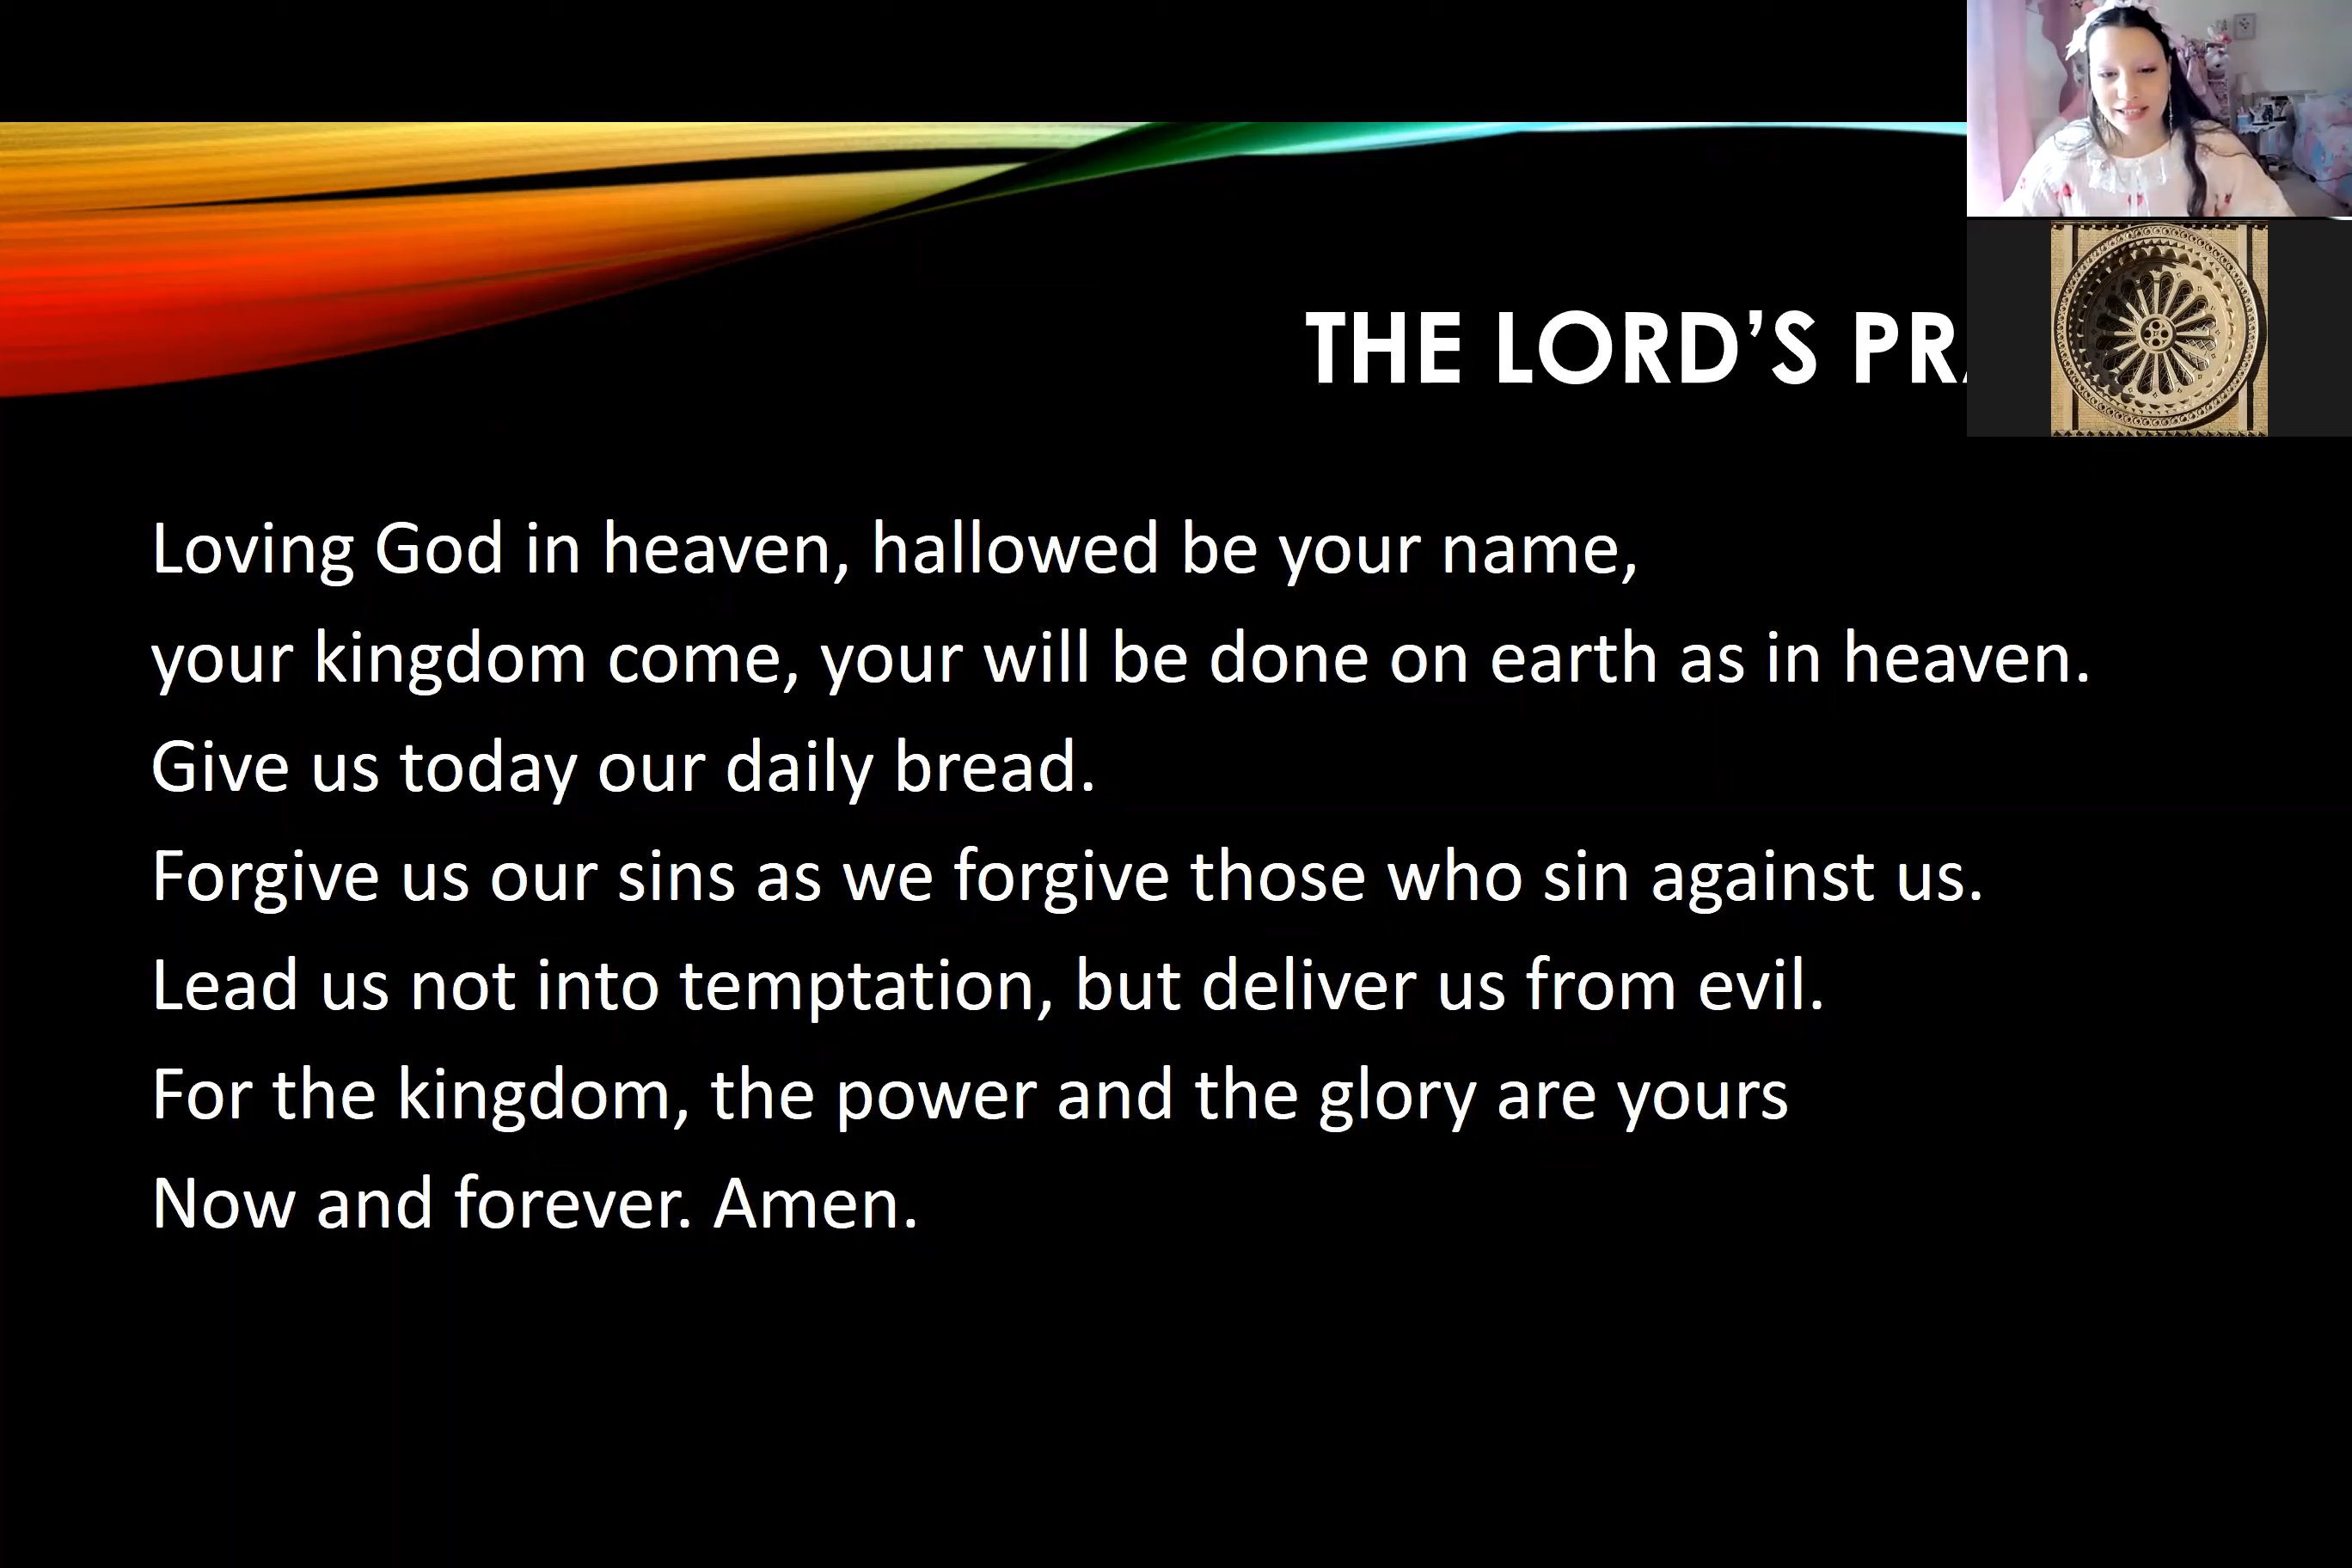 THE LORD’S PRA
Loving God in heaven, hallowed be your name,
your kingdom come, your will be done on earth as in heaven.
Give us today our daily bread.
Forgive us our sins as we forgive those who sin against us.
Lead us not into temptation, but deliver us from evil.
For the kingdom, the power and the glory are yours
Now and forever. Amen.